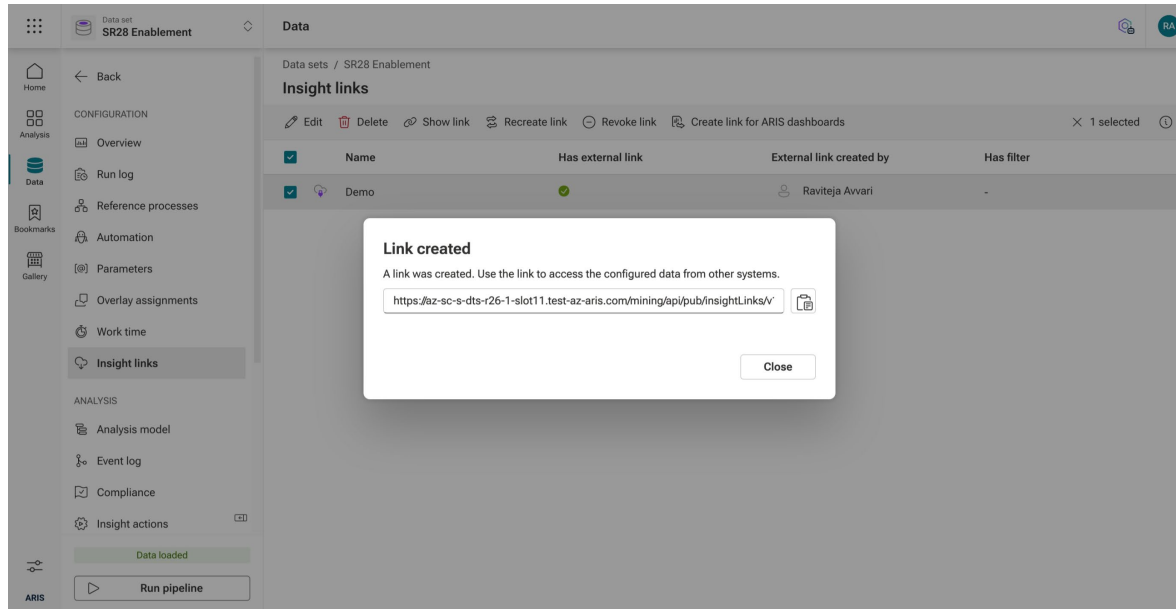 Data set
SR28 Enablement
Data
RA
Home
Analysis
Data
Bookmarks
Gallery
ARIS
Back
CONFIGURATION
Overview
Run log
Reference processes
Automation
[@] Parameters
Overlay assignments
Work time
Insight links
ANALYSIS
Analysis model
Event log
Compliance
Insight actions
Data loaded
Run pipeline
Data sets / SR28 Enablement
Insight links
Edit Delete Show link Recreate link Revoke link Create link for ARIS dashboards 1 selected
Name Has external link External link created by Has filter
Demo Raviteja Avvari -
Link created
A link was created. Use the link to access the configured data from other systems.
https://az-sc-s-dts-r26-1-slot11.test-az-aris.com/mining/api/pub/insightLinks/v1
Close